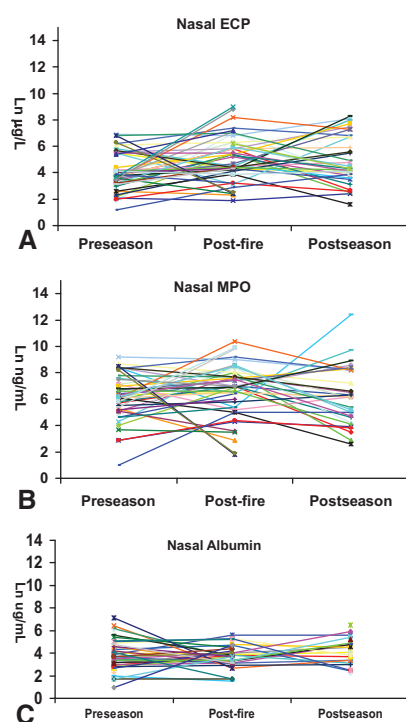 Nasal ECP
14
12
10
8
6
4
2
0
Ln µg/L
Preseason Post-fire Postseason
A
Nasal MPO
14
12
10
8
6
4
2
0
Ln ng/mL
Preseason Post-fire Postseason
B
Nasal Albumin
14
12
10
8
6
4
2
0
Ln ug/mL
Preseason Post-fire Postseason
C